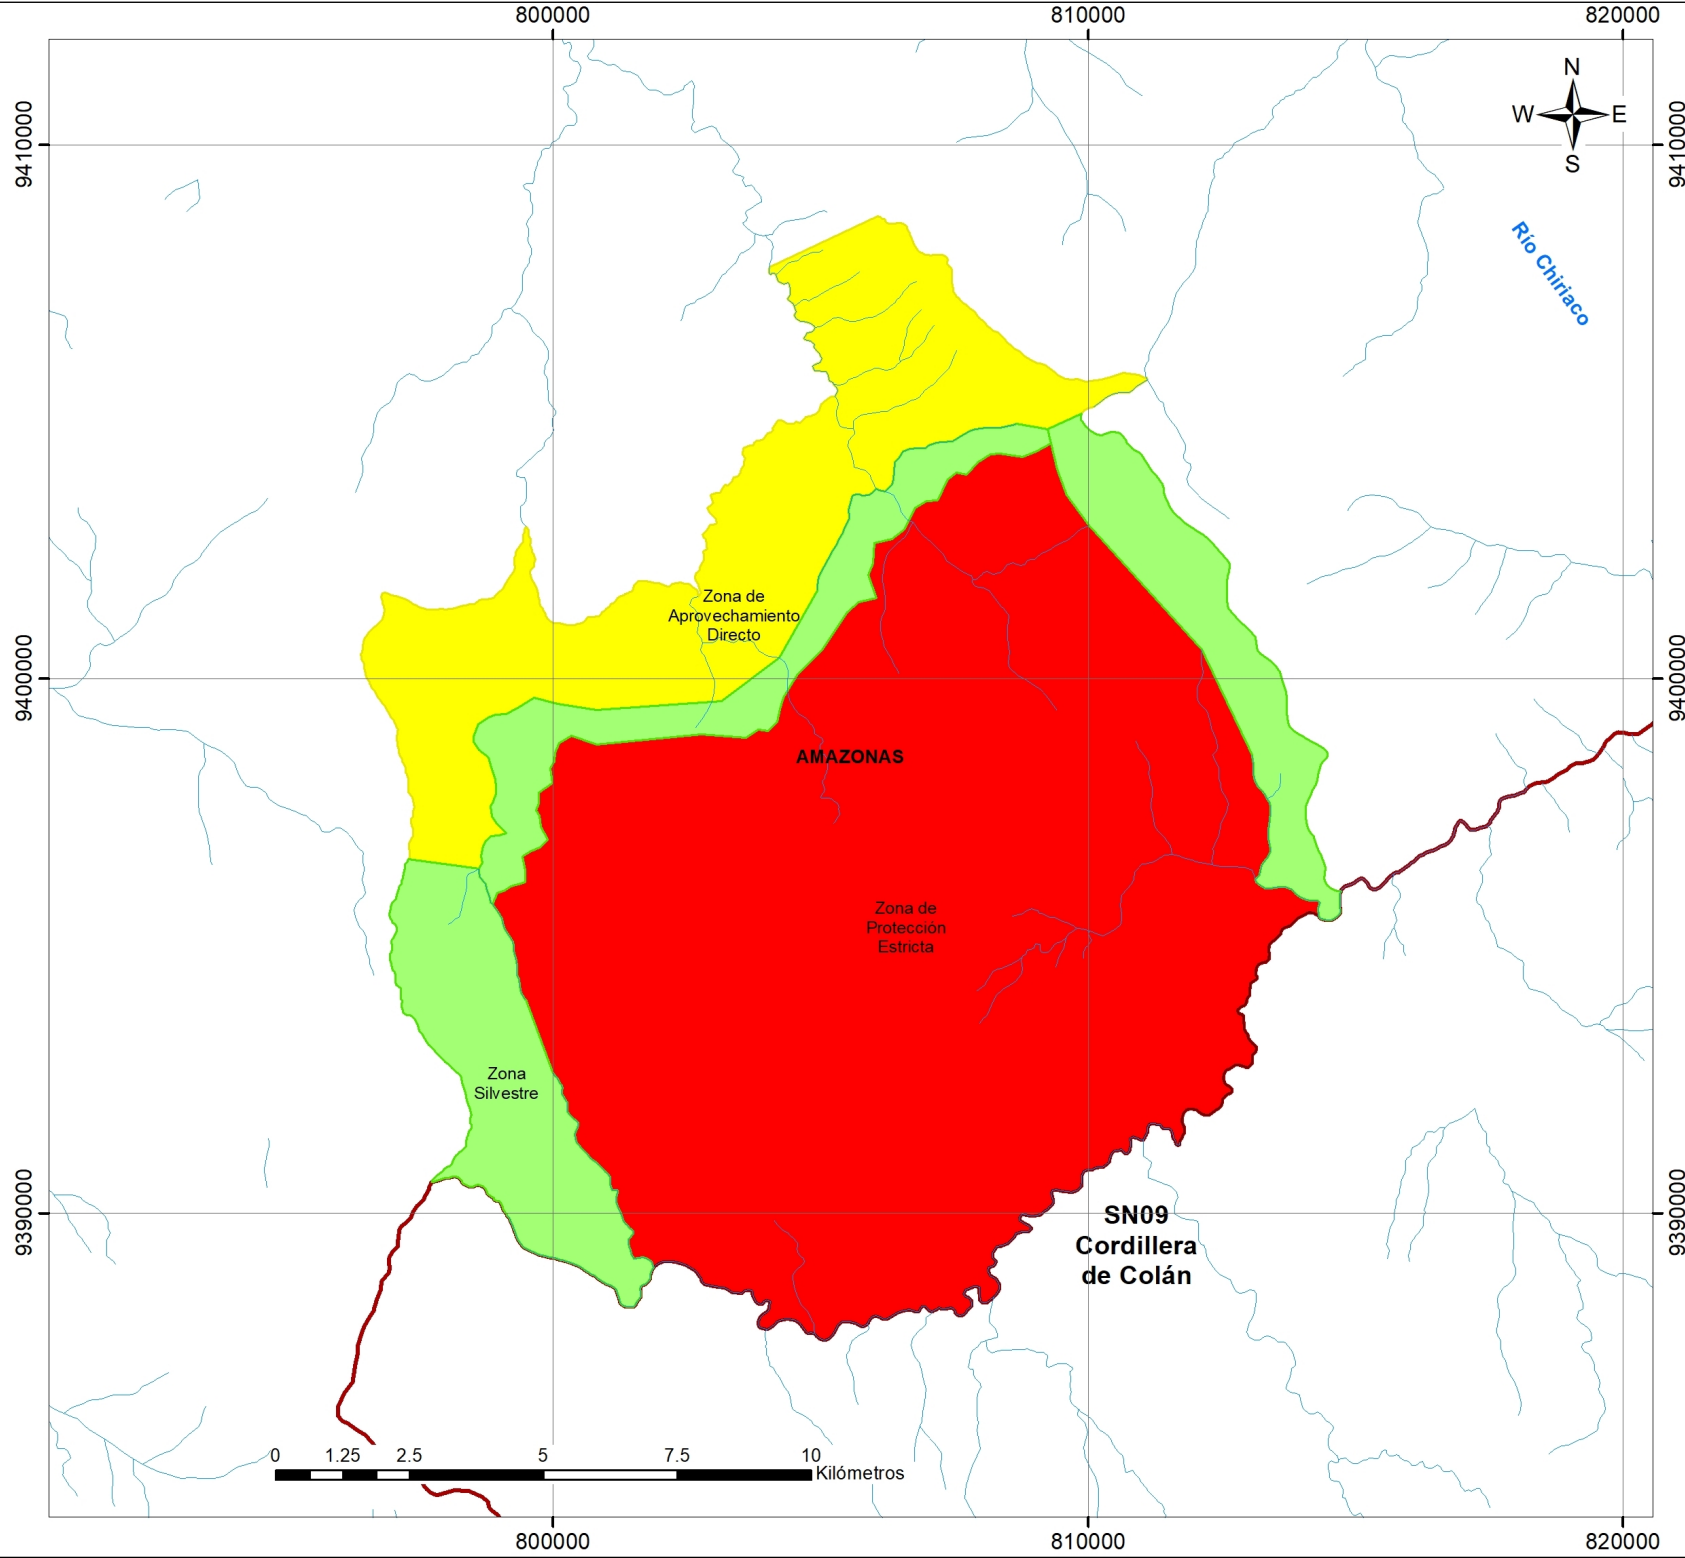 800000 810000 820000
N
W E
S
9410000 9410000
Río Chiriaco
Zona de
Aprovechamiento
Directo
9400000 9400000
AMAZONAS
Zona de
Protección
Estricta
Zona
Silvestre
9390000 9390000
SN09
Cordillera
de Colán
0 1.25 2.5 5 7.5 10
Kilómetros
800000 810000 820000